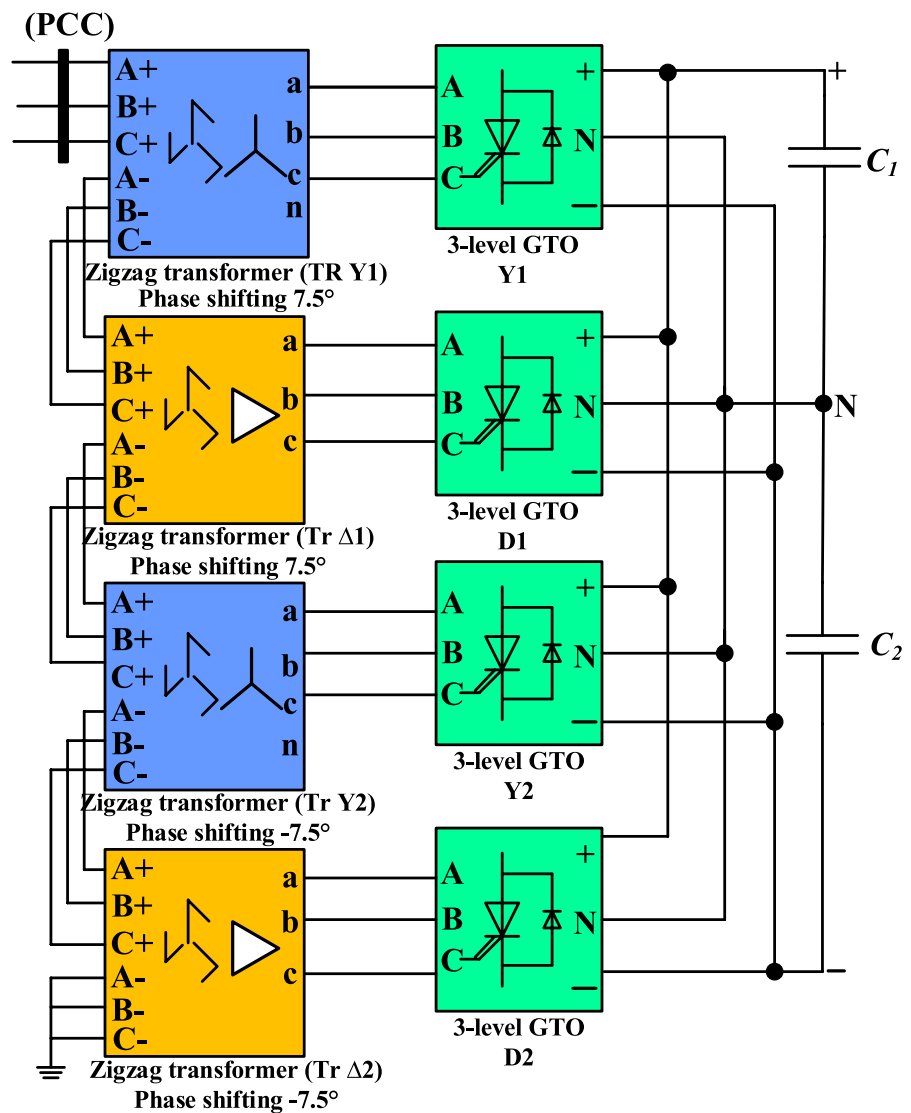 (PCC)
A+
B+
C+
A-
B-
C-
a
b
c
n
A
B
C
+
N
−
+
C1
Zigzag transformer (TR Y1)
Phase shifting 7.5°
3-level GTO
Y1
A+
B+
C+
A-
B-
C-
a
b
c
A
B
C
+
N
−
N
Zigzag transformer (Tr Δ1)
Phase shifting 7.5°
3-level GTO
D1
A+
B+
C+
A-
B-
C-
a
b
c
n
A
B
C
+
N
−
C2
Zigzag transformer (Tr Y2)
Phase shifting -7.5°
3-level GTO
Y2
A+
B+
C+
A-
B-
C-
a
b
c
A
B
C
+
N
−
−
Zigzag transformer (Tr Δ2)
Phase shifting -7.5°
3-level GTO
D2